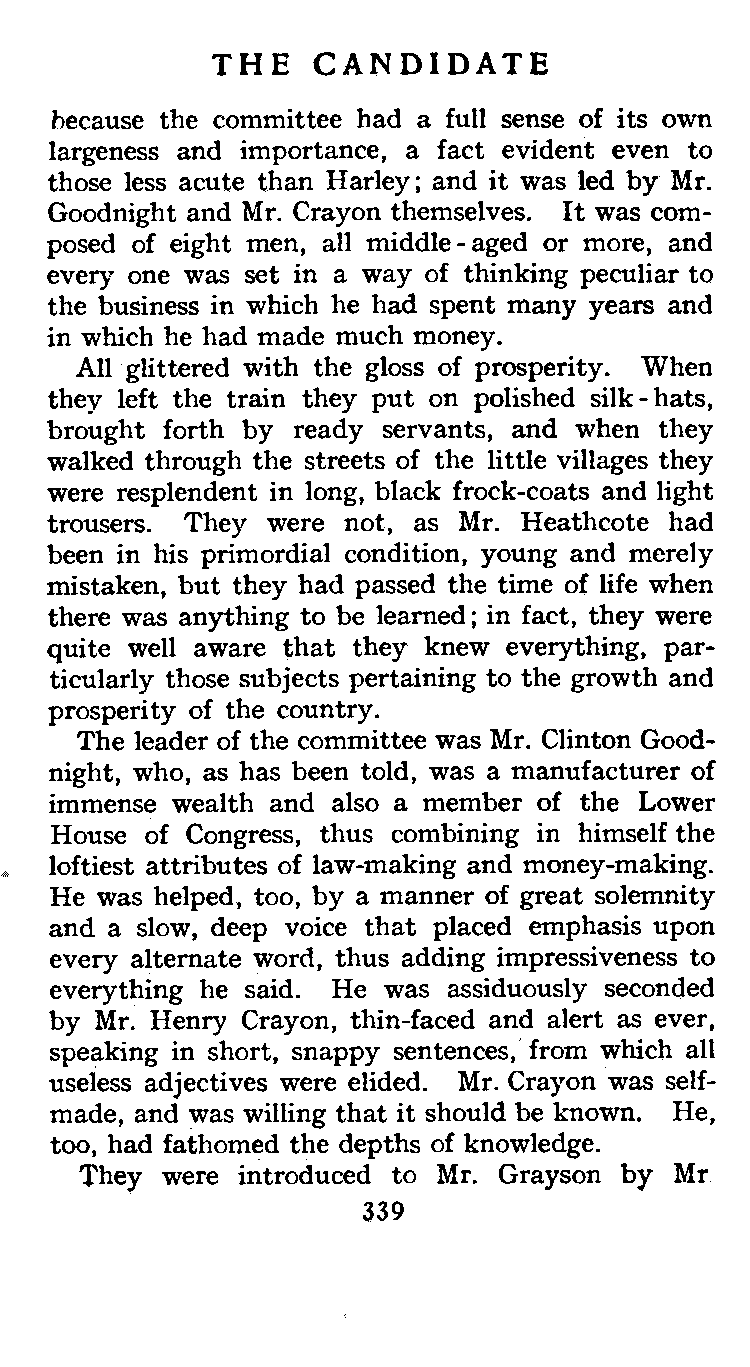 THE CANDIDATE
because the committee had a full sense of its own
largeness and importance, a fact evident even to
those less acute than Harley; and it was led by Mr.
Goodnight and Mr. Crayon themselves. It was com-
posed of eight men, all middle-aged or more, and
every one was set in a way of thinking peculiar to
the business in which he had spent many years and
in which he had made much money.
All glittered with the gloss of prosperity. When
they left the train they put on polished silk-hats,
brought forth by ready servants, and when they
walked through the streets of the little villages they
were resplendent in long, black frock-coats and light
trousers. They were not, as Mr. Heathcote had
been in his primordial condition, young and merely
mistaken, but they had passed the time of life when
there was anything to be learned; in fact, they were
quite well aware that they knew everything, par-
ticularly those subjects pertaining to the growth and
prosperity of the country.
The leader of the committee was Mr. Clinton Good-
night, who, as has been told, was a manufacturer of
immense wealth and also a member of the Lower
House of Congress, thus combining in himself the
loftiest attributes of law-making and money-making.
He was helped, too, by a manner of great solemnity
and a slow, deep voice that placed emphasis upon
every alternate word, thus adding impressiveness to
everything he said. He was assiduously seconded
by Mr. Henry Crayon, thin-faced and alert as ever,
speaking in short, snappy sentences, from which all
useless adjectives were elided. Mr. Crayon was self-
made, and was willing that it should be known. He,
too, had fathomed the depths of knowledge.
They were introduced to Mr. Grayson by Mr
339